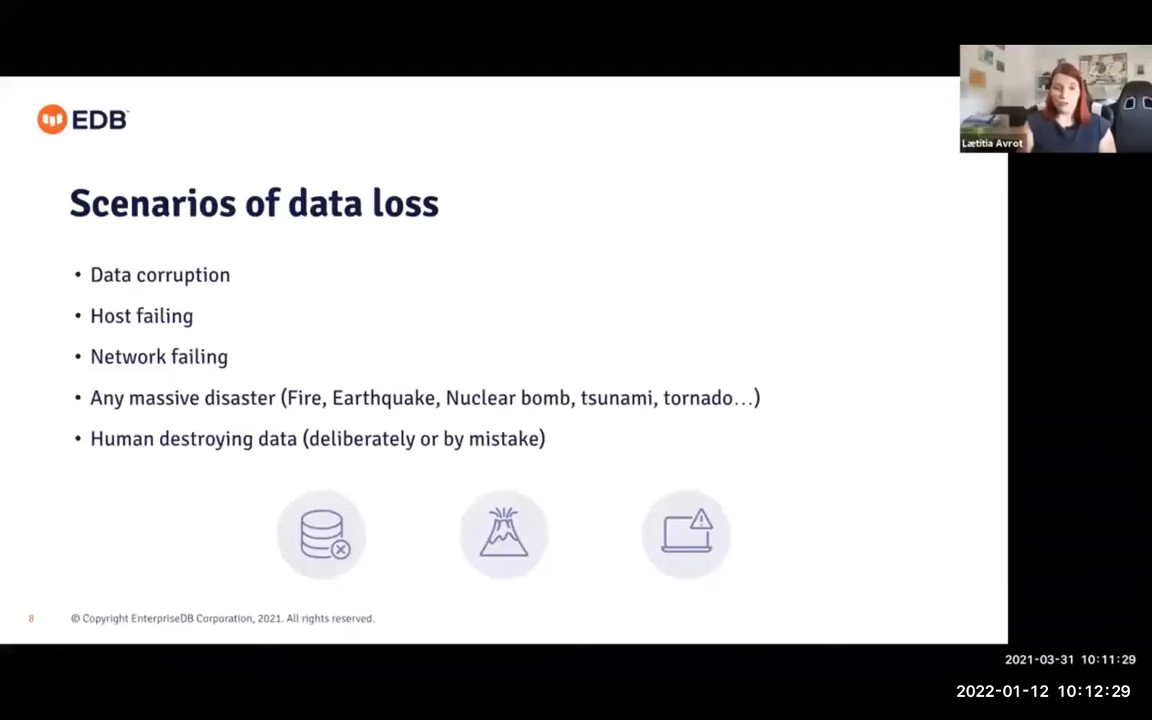 EDB™
Lætitia Avrot
Scenarios of data loss
• Data corruption
• Host failing
• Network failing
• Any massive disaster (Fire, Earthquake, Nuclear bomb, tsunami, tornado...)
• Human destroying data (deliberately or by mistake)
8 © Copyright EnterpriseDB Corporation, 2021. All rights reserved.
2021-03-31 10:11:29
2022-01-12 10:12:29